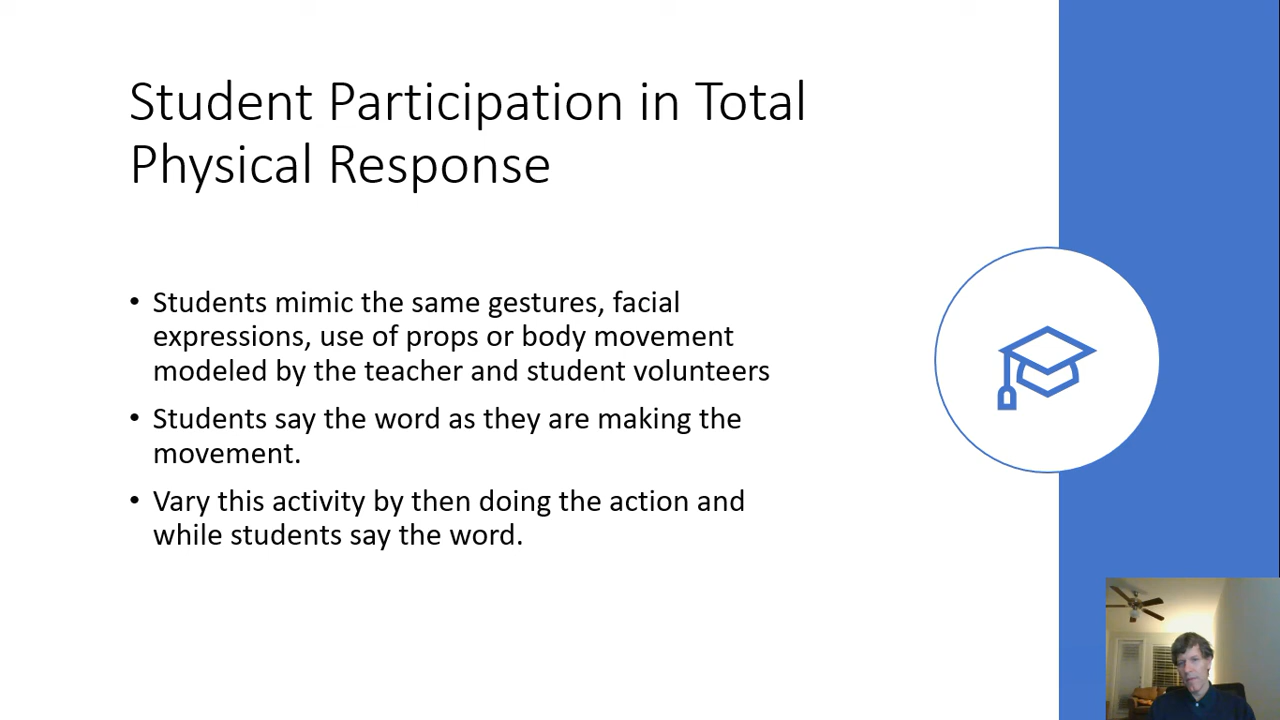 Student Participation in Total
Physical Response
• Students mimic the same gestures, facial
expressions, use of props or body movement
modeled by the teacher and student volunteers
• Students say the word as they are making the
movement.
• Vary this activity by then doing the action and
while students say the word.